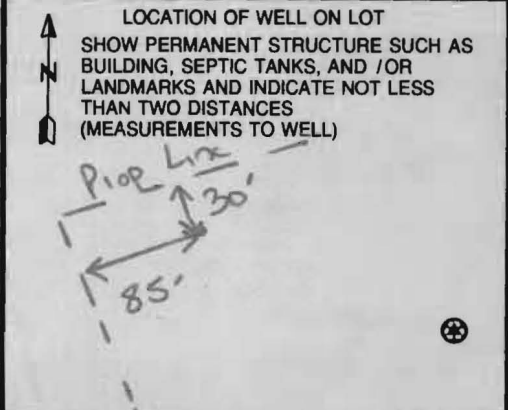 LOCATION OF WELL ON LOT
SHOW PERMANENT STRUCTURE SUCH AS
BUILDING, SEPTIC TANKS, AND / OR
LANDMARKS AND INDICATE NOT LESS
THAN TWO DISTANCES
(MEASUREMENTS TO WELL)
N
Prop Line
30'
85'